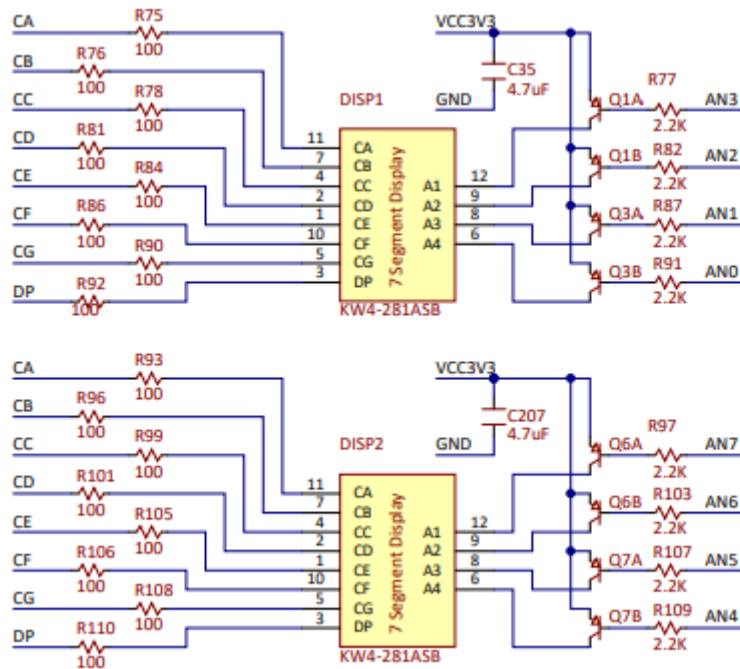 CA R75 VCC3V3
100
CB R76 C35 R77
100 4.7uF Q1A AN3
CC R78 DISP1 GND 2.2K
100
CD R81 11 CA Q1B R82 AN2
100 7 CB 2.2K
CE R84 4 CC A1 12
100 2 CD A2 9 Q3A R87 AN1
CF R86 1 CE A3 8 2.2K
100 10 CF A4 6
CG R90 5 CG Q3B R91 AN0
100 3 DP 2.2K
DP R92 7 Segment Display
100 KW4-281ASB
CA R93 VCC3V3
100
CB R96 C207 R97
100 4.7uF Q6A AN7
CC R99 DISP2 GND 2.2K
100
CD R101 11 CA Q6B R103 AN6
100 7 CB 2.2K
CE R105 4 CC A1 12
100 2 CD A2 9 Q7A R107 AN5
CF R106 1 CE A3 8 2.2K
100 10 CF A4 6
CG R108 5 CG Q7B R109 AN4
100 3 DP 2.2K
DP R110 7 Segment Display
100 KW4-281ASB